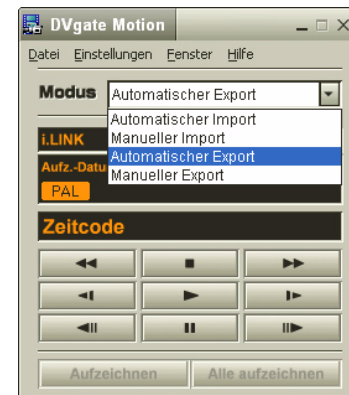 DVgate Motion
Datei Einstellungen Fenster Hilfe
Modus Automatischer Export
Automatischer Import
Manueller Import
Automatischer Export
Manueller Export
i.LINK
Aufz.-Datu
PAL
Zeitcode
Aufzeichnen Alle aufzeichnen